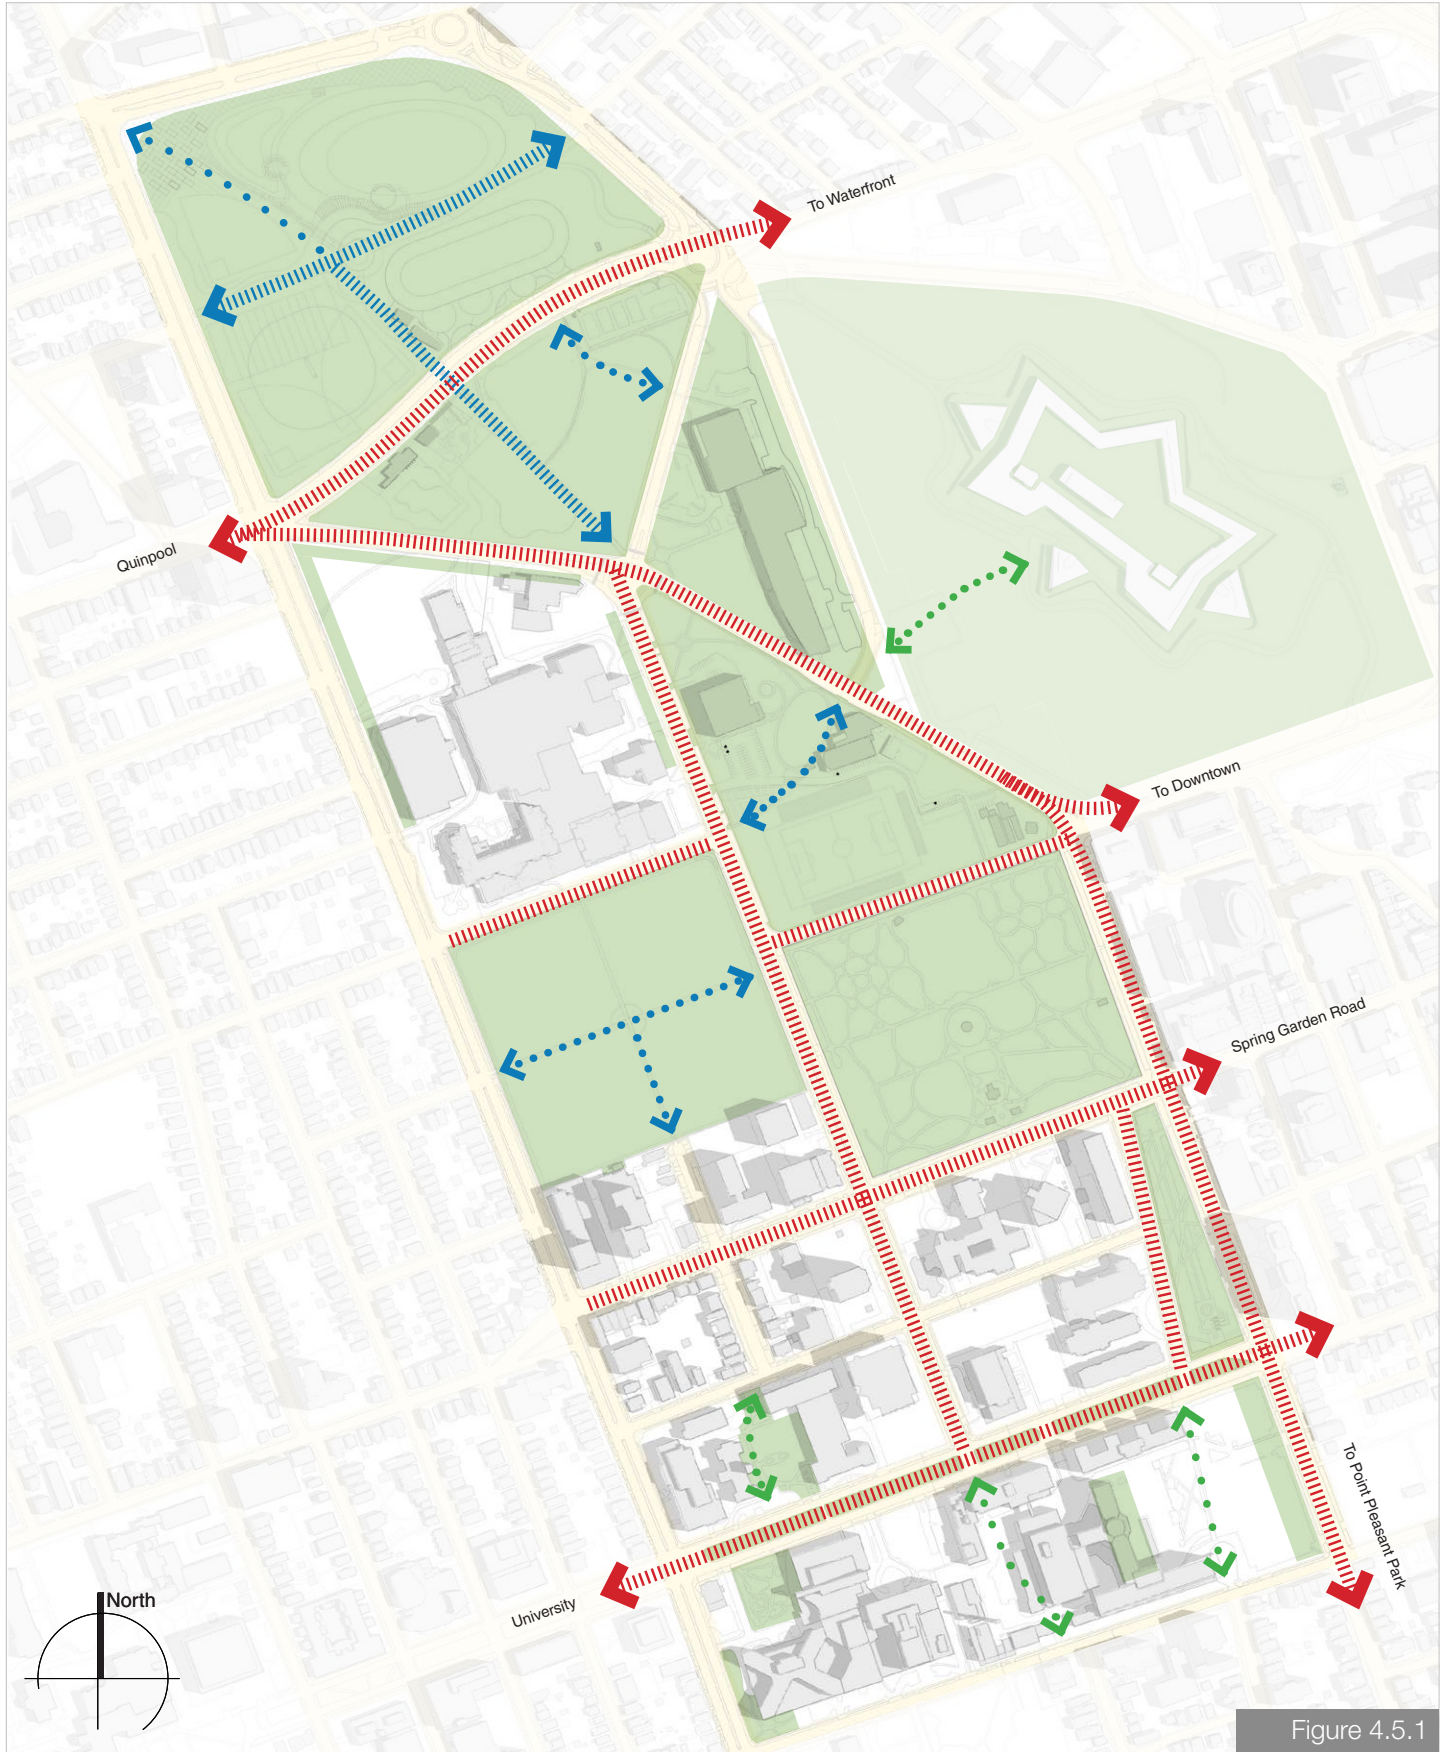 To Waterfront
Quinpool
To Downtown
Spring Garden Road
To Point Pleasant Park
University
North
Figure 4.5.1